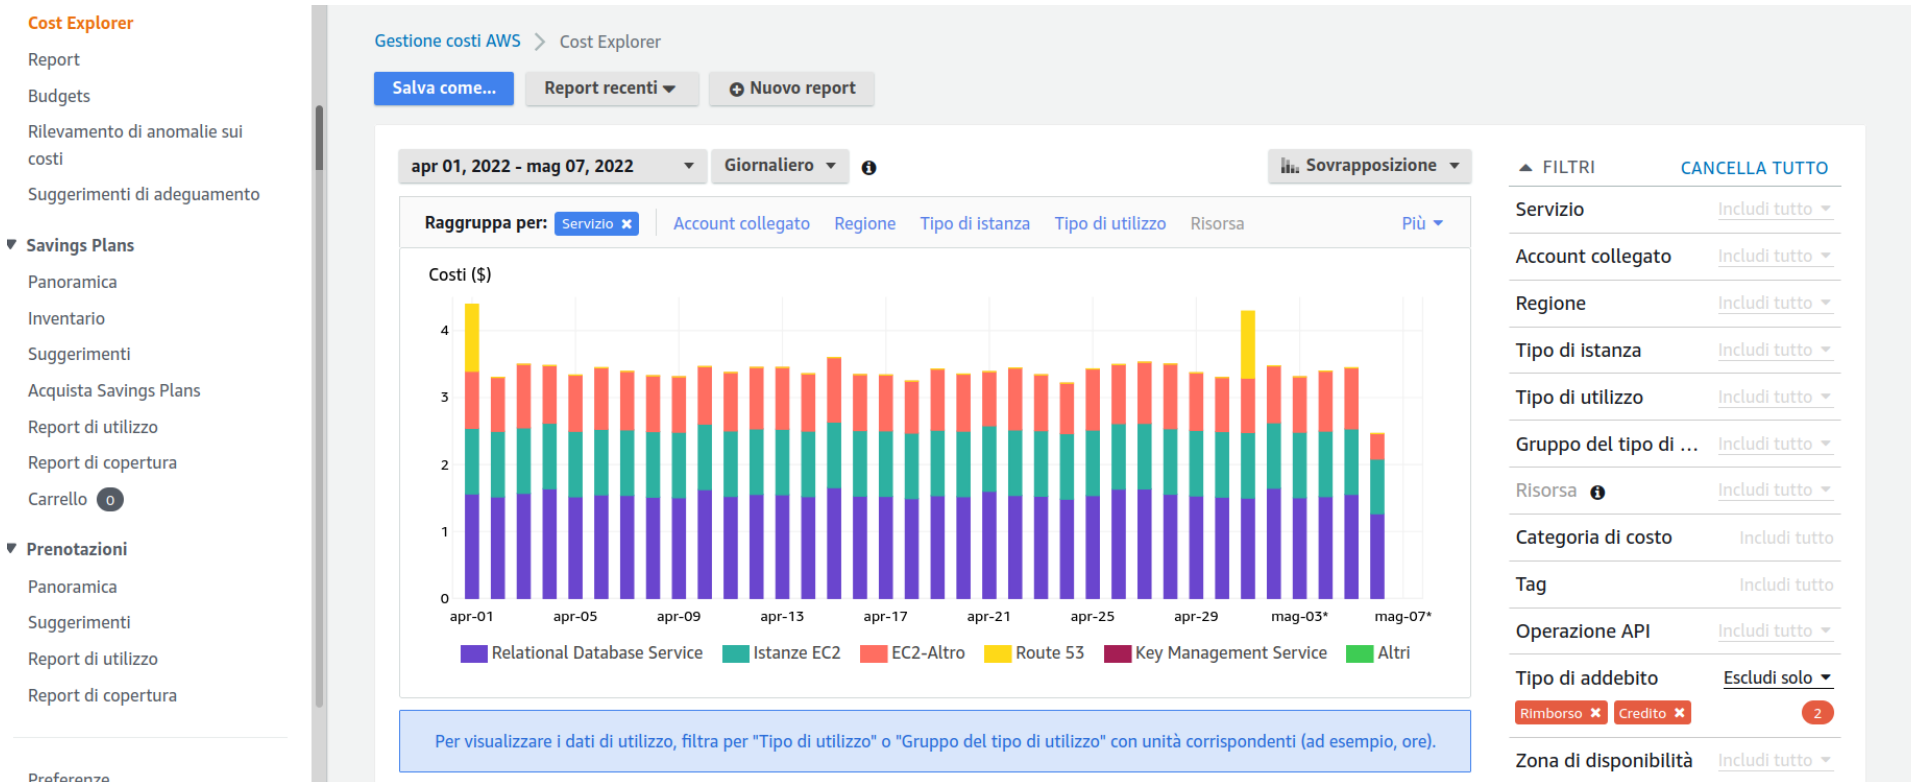 Cost Explorer
Report
Budgets
Rilevamento di anomalie sui
costi
Suggerimenti di adeguamento
Savings Plans
Panoramica
Inventario
Suggerimenti
Acquista Savings Plans
Report di utilizzo
Report di copertura
Carrello 0
Prenotazioni
Panoramica
Suggerimenti
Report di utilizzo
Report di copertura
Preferenze
Gestione costi AWS > Cost Explorer
Salva come...
Report recenti
Nuovo report
apr 01, 2022 - mag 07, 2022
Giornaliero
Sovrapposizione
Raggruppa per: Servizio × Account collegato Regione Tipo di istanza Tipo di utilizzo Risorsa Più
Costi ($)
4
3
2
1
0
apr-01 apr-05 apr-09 apr-13 apr-17 apr-21 apr-25 apr-29 mag-03* mag-07*
Relational Database Service Istanze EC2 EC2-Altro Route 53 Key Management Service Altri
Per visualizzare i dati di utilizzo, filtra per "Tipo di utilizzo" o "Gruppo del tipo di utilizzo" con unità corrispondenti (ad esempio, ore).
FILTRI CANCELLA TUTTO
Servizio Includi tutto
Account collegato Includi tutto
Regione Includi tutto
Tipo di istanza Includi tutto
Tipo di utilizzo Includi tutto
Gruppo del tipo di ... Includi tutto
Risorsa Includi tutto
Categoria di costo Includi tutto
Tag Includi tutto
Operazione API Includi tutto
Tipo di addebito Escludi solo
Rimborso × Credito × 2
Zona di disponibilità Includi tutto